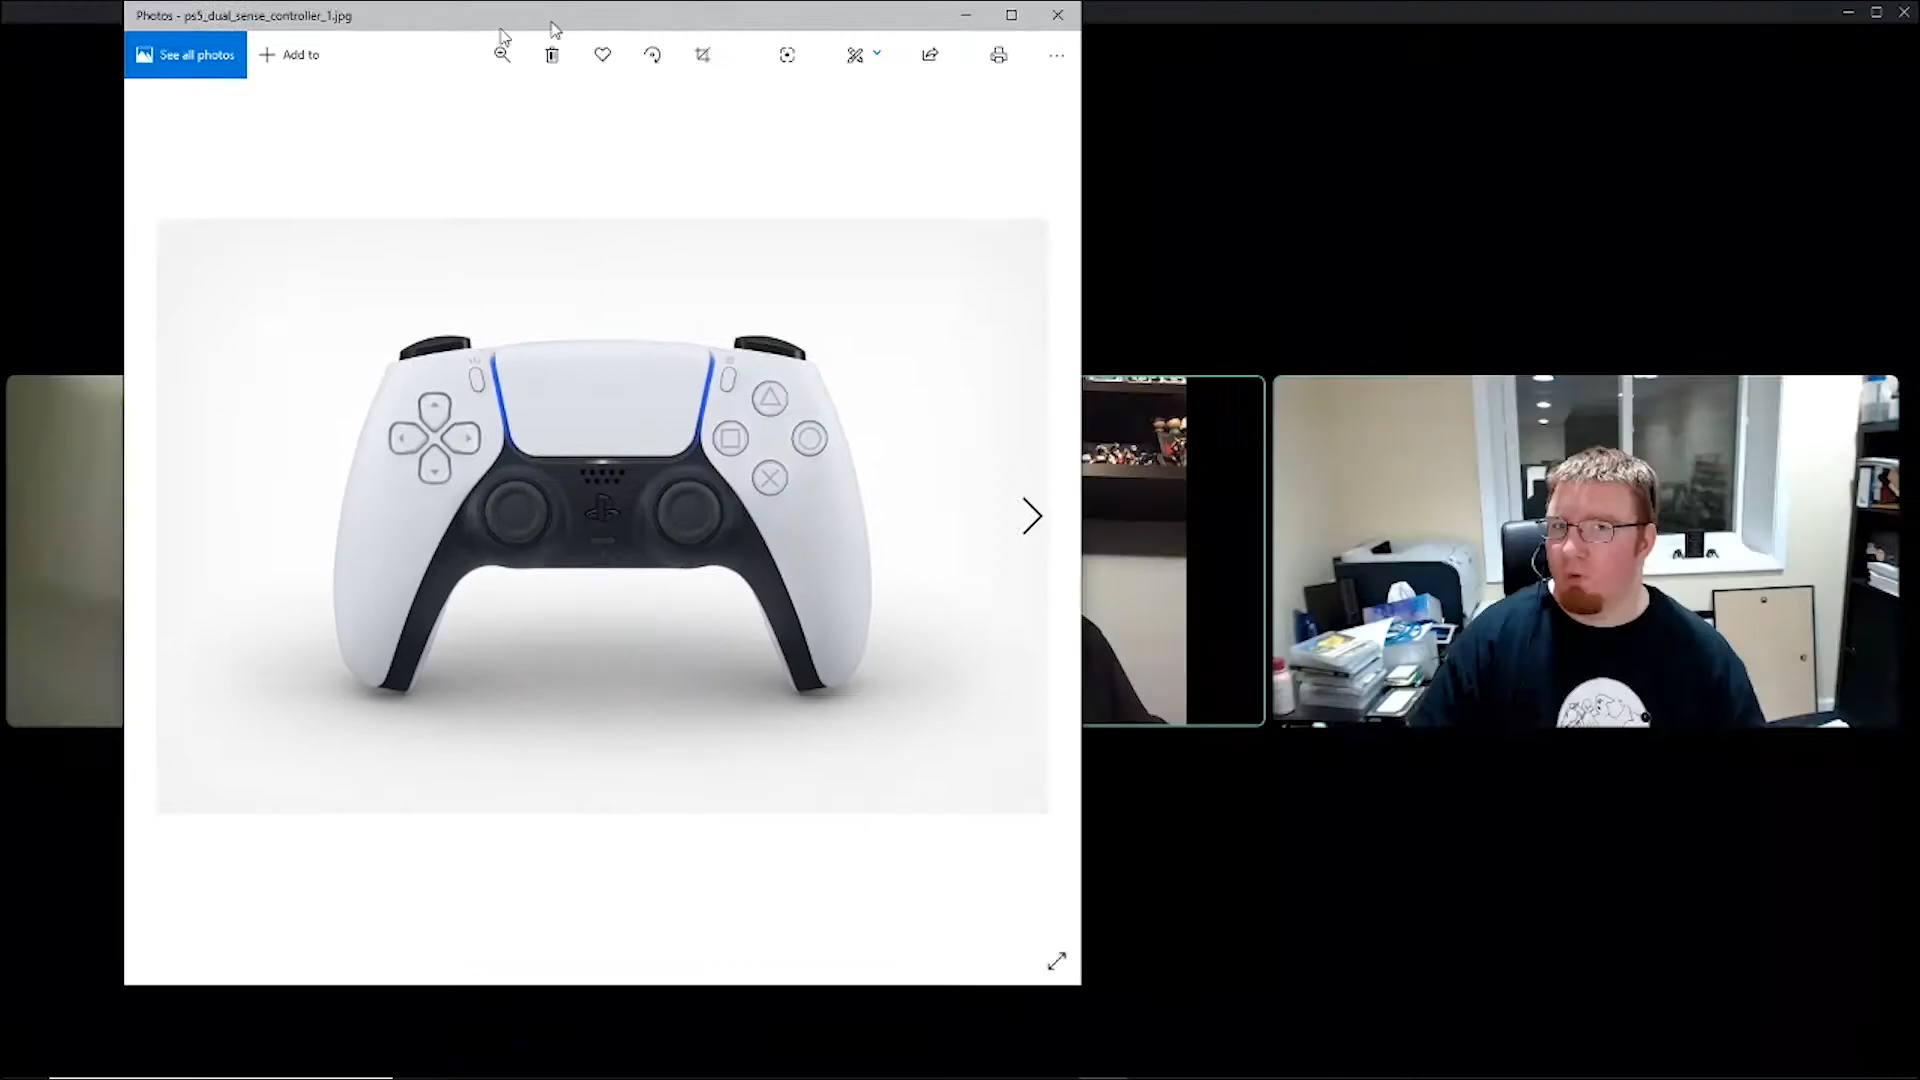 Photos - ps5_dual_sense_controller_1.jpg
See all photos
Add to